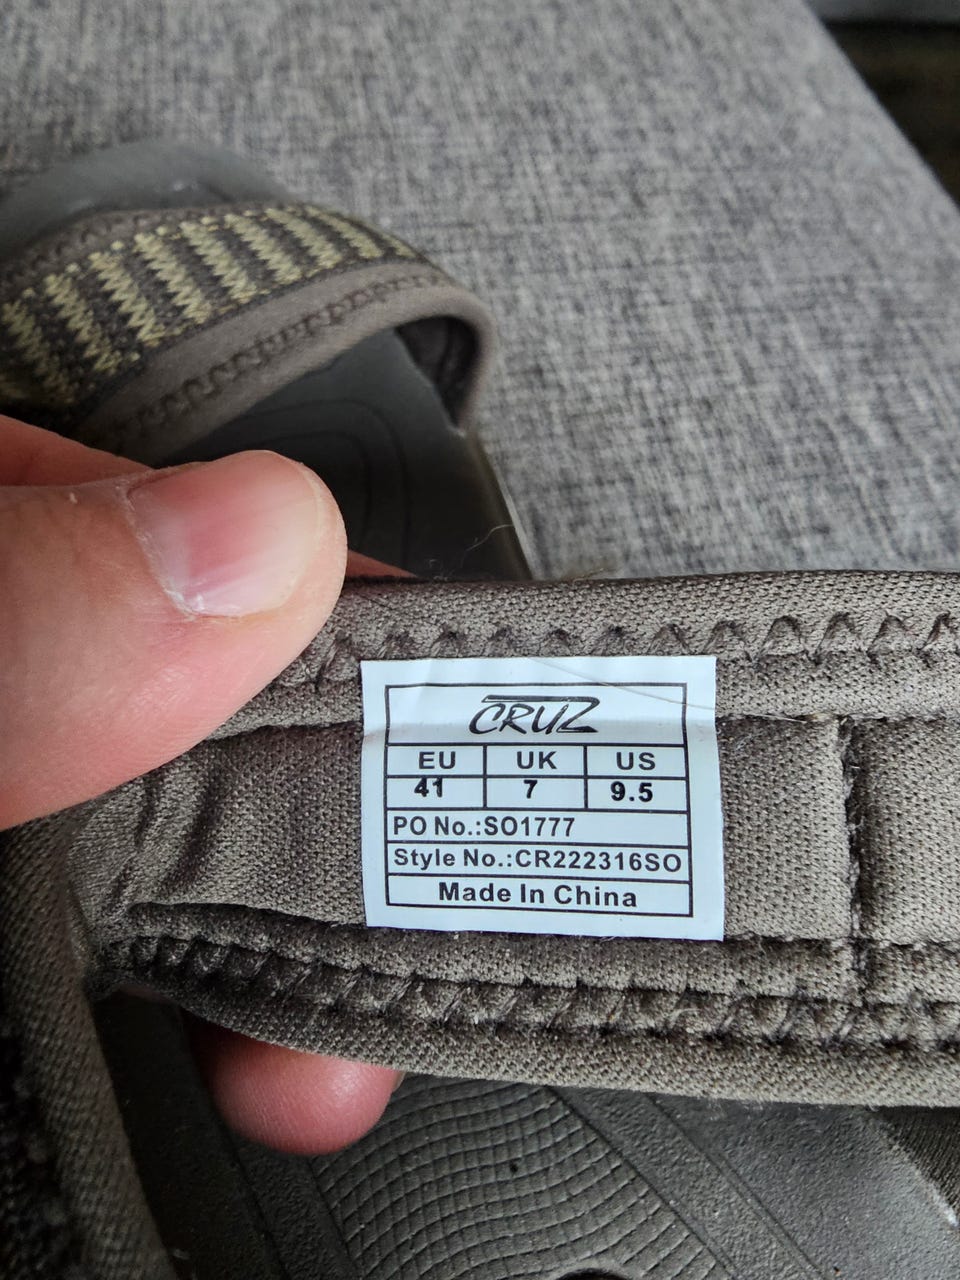 CRUZ
EU UK US
41 7 9.5
PO No.:SO1777
Style No.:CR222316SO
Made In China